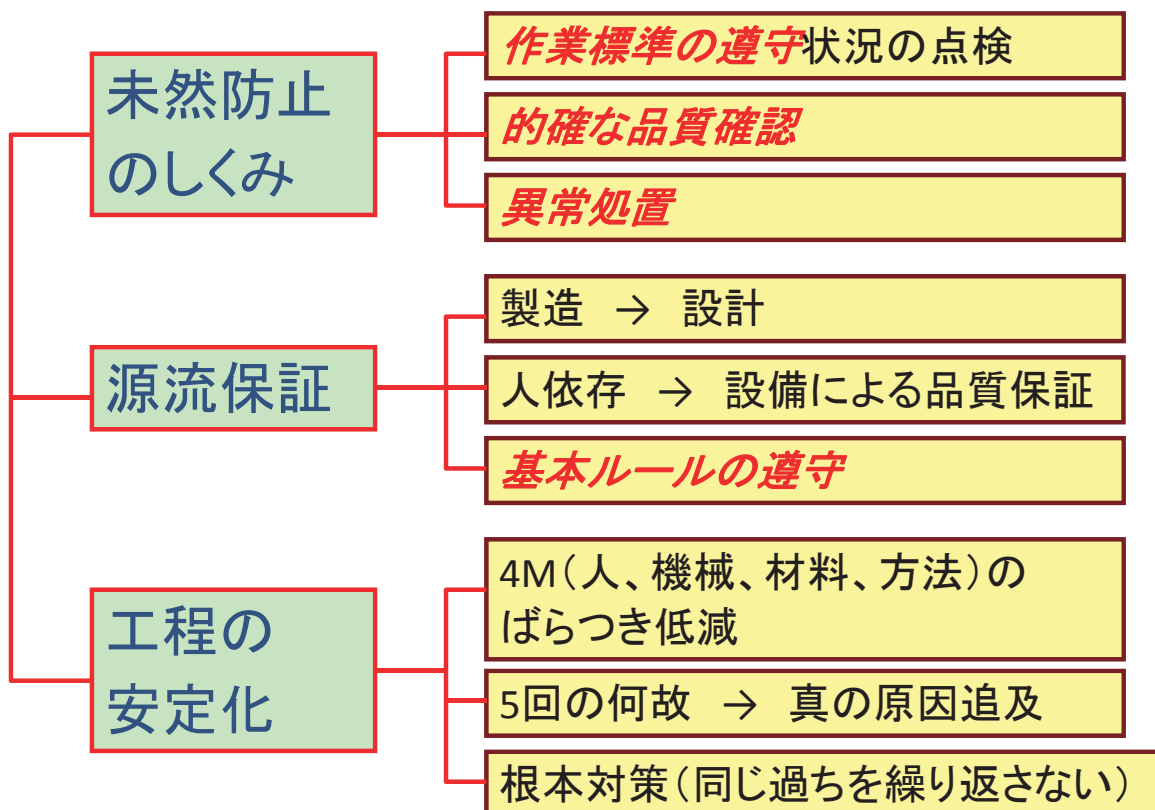 未然防止
のしくみ
作業標準の遵守状況の点検
的確な品質確認
異常処置
源流保証
製造 → 設計
人依存 → 設備による品質保証
基本ルールの遵守
工程の
安定化
4M(人、機械、材料、方法)の
ばらつき低減
5回の何故 → 真の原因追及
根本対策(同じ過ちを繰り返さない)